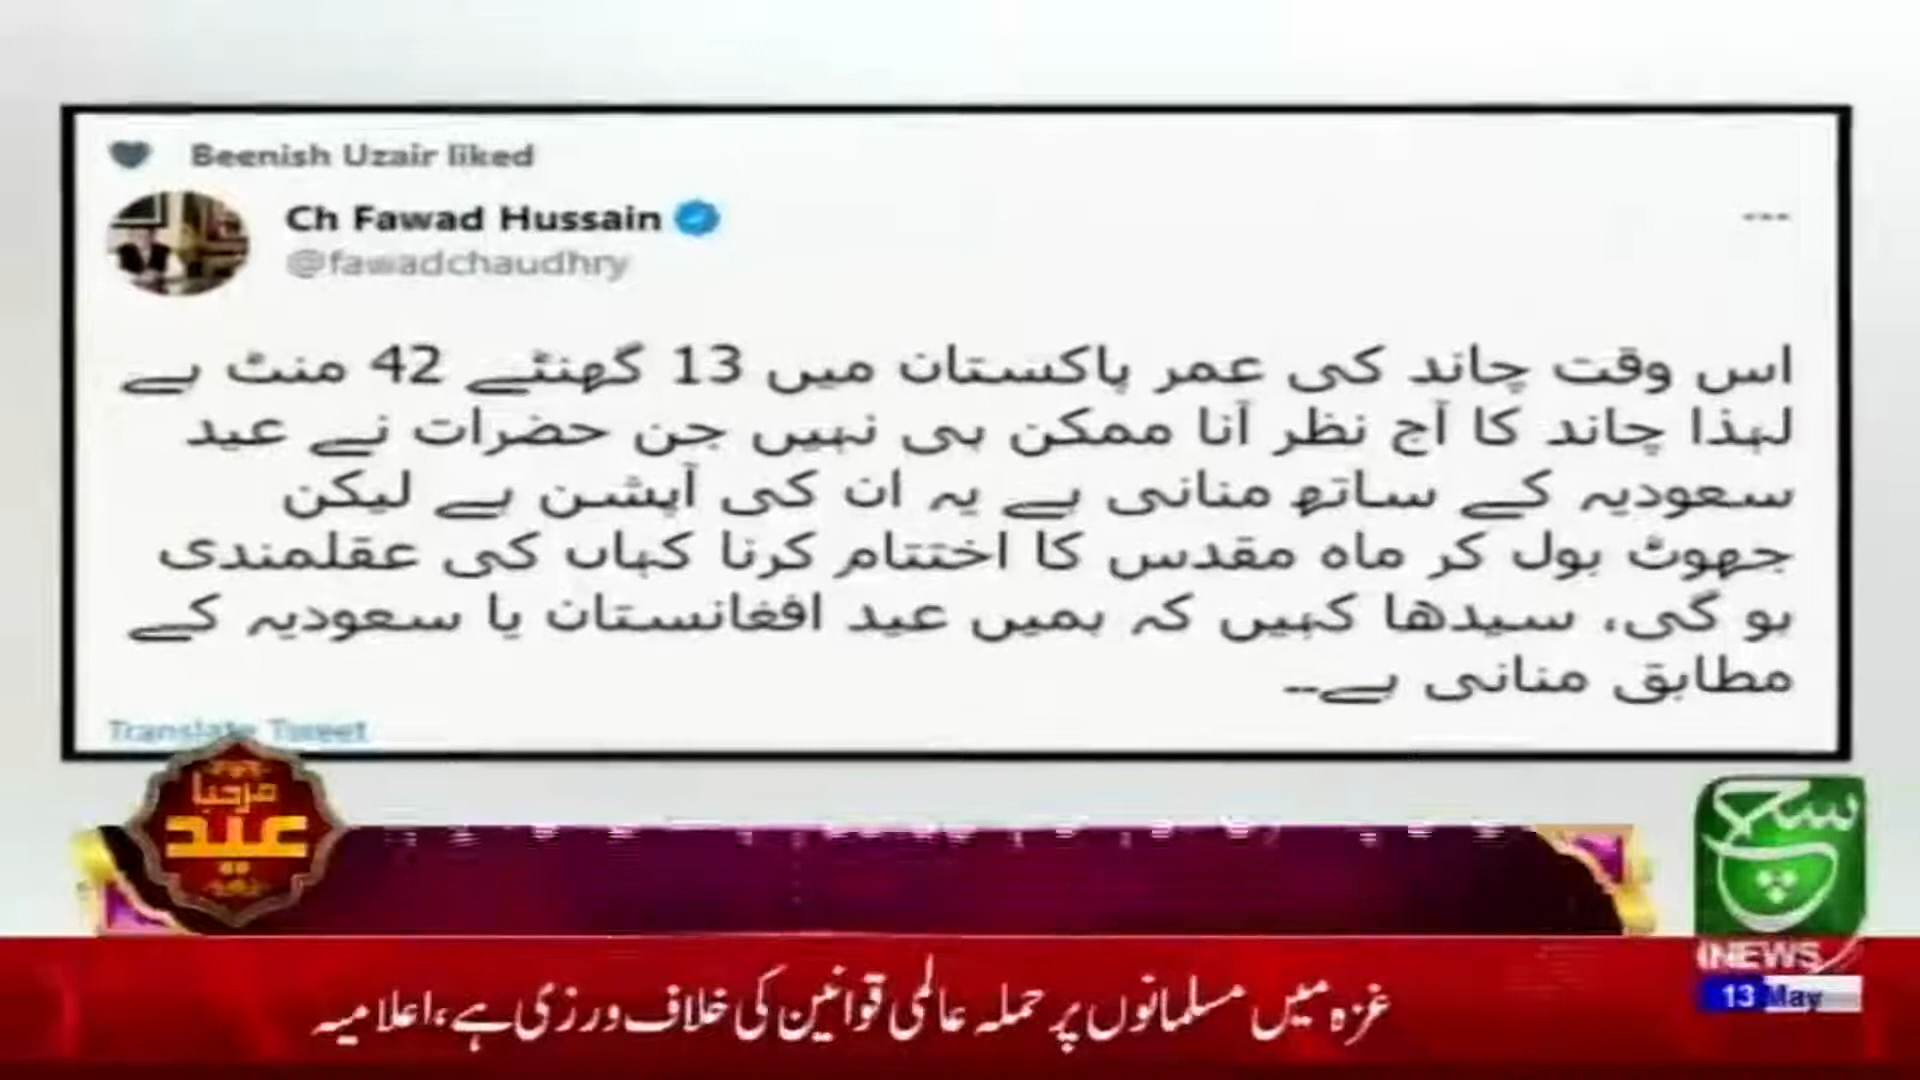 Beenish Uzair liked
Ch Fawad Hussain
@fawadchaudhry
اس وقت چاند کی عمر پاکستان میں 13 گھنٹے 42 منٹ ہے
لہذا چاند کا آج نظر آنا ممکن ہی نہیں جن حضرات نے عید
سعودیہ کے ساتھ منانی ہے یہ ان کی آپشن ہے لیکن
جھوٹ بول کر ماہ مقدس کا اختتام کرنا کہاں کی عقلمندی
ہو گی، سیدھا کہیں کہ ہمیں عید افغانستان یا سعودیہ کے
مطابق منانی ہے۔۔
Translate Tweet
مرحبا
عید
سچ
NEWS
13 May
غزہ میں مسلمانوں پر حملہ عالمی قوانین کی خلاف ورزی ہے،اعلامیہ